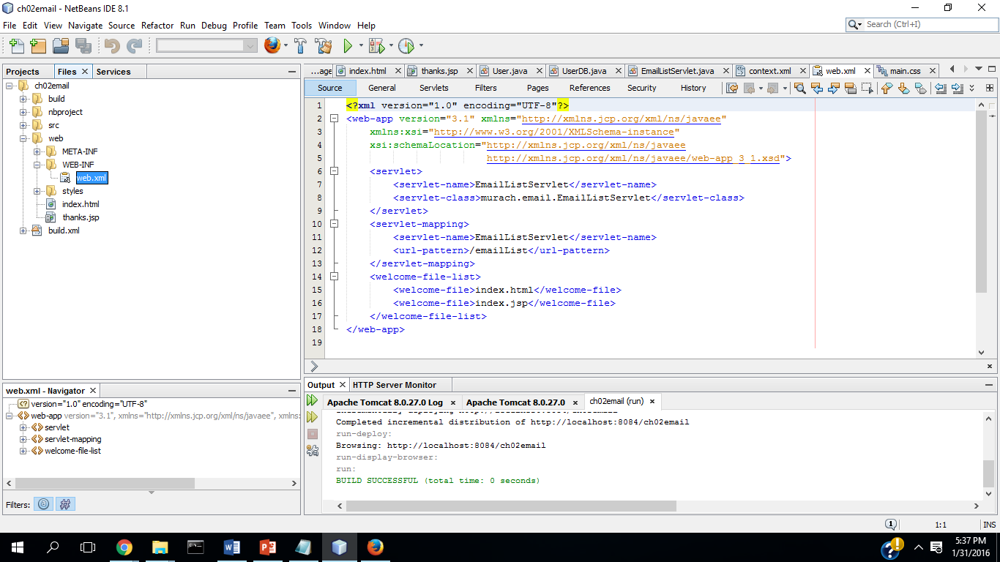 ch02email - NetBeans IDE 8.1
File Edit View Navigate Source Refactor Run Debug Profile Team Tools Window Help
Search (Ctrl+I)
Projects Files Services
ch02email
build
nbproject
src
web
META-INF
WEB-INF
web.xml
styles
index.html
thanks.jsp
build.xml
...age index.html thanks.jsp User.java UserDB.java EmailListServlet.java context.xml web.xml main.css
Source General Servlets Filters Pages References Security History
1 <?xml version="1.0" encoding="UTF-8"?>
2 <web-app version="3.1" xmlns="http://xmlns.jcp.org/xml/ns/javaee"
3 xmlns:xsi="http://www.w3.org/2001/XMLSchema-instance"
4 xsi:schemaLocation="http://xmlns.jcp.org/xml/ns/javaee
5 http://xmlns.jcp.org/xml/ns/javaee/web-app_3_1.xsd">
6 <servlet>
7 <servlet-name>EmailListServlet</servlet-name>
8 <servlet-class>murach.email.EmailListServlet</servlet-class>
9 </servlet>
10 <servlet-mapping>
11 <servlet-name>EmailListServlet</servlet-name>
12 <url-pattern>/emailList</url-pattern>
13 </servlet-mapping>
14 <welcome-file-list>
15 <welcome-file>index.html</welcome-file>
16 <welcome-file>index.jsp</welcome-file>
17 </welcome-file-list>
18 </web-app>
19
web.xml - Navigator
version="1.0" encoding="UTF-8"
web-app version="3.1", xmlns="http://xmlns.jcp.org/xml/ns/javaee", xmlns:
servlet
servlet-mapping
welcome-file-list
Filters:
Output HTTP Server Monitor
Apache Tomcat 8.0.27.0 Log Apache Tomcat 8.0.27.0 ch02email (run)
Completed incremental distribution of http://localhost:8084/ch02email
run-deploy:
Browsing: http://localhost:8084/ch02email
run-display-browser:
run:
BUILD SUCCESSFUL (total time: 0 seconds)
1 1:1 INS
5:37 PM
1/31/2016